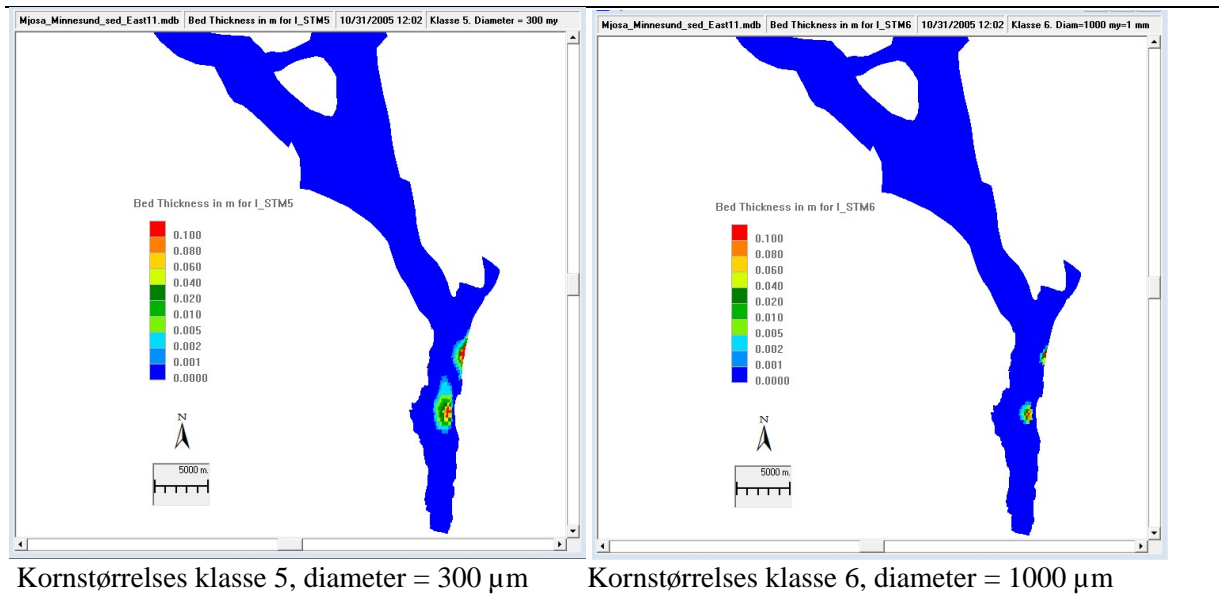 Mjosa_Minnesund_sed_East11.mdb Bed Thickness in m for I_STM5 10/31/2005 12:02 Klasse 5. Diameter = 300 my
Bed Thickness in m for I_STM5
0.100
0.080
0.060
0.040
0.020
0.010
0.005
0.002
0.001
0.0000
N
5000 m.
Mjosa_Minnesund_sed_East11.mdb Bed Thickness in m for I_STM6 10/31/2005 12:02 Klasse 6. Diam=1000 my=1 mm
Bed Thickness in m for I_STM6
0.100
0.080
0.060
0.040
0.020
0.010
0.005
0.002
0.001
0.0000
N
5000 m.
Kornstørrelses klasse 5, diameter = 300 µm
Kornstørrelses klasse 6, diameter = 1000 µm